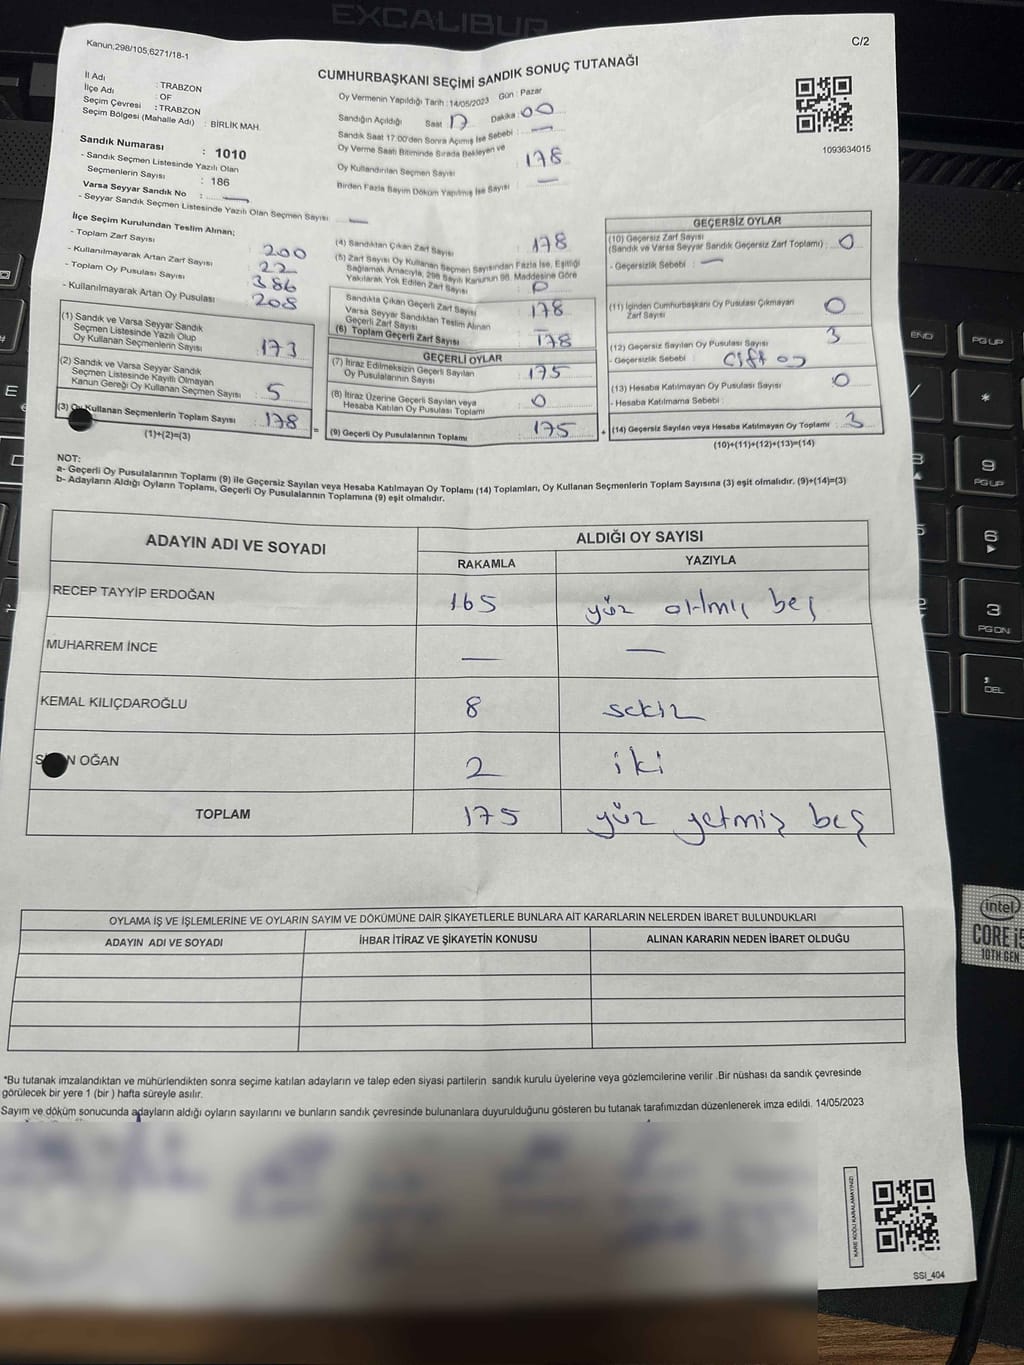 EXCALIBUR
Kanun,298/105,6271/18-1
C/2
CUMHURBAŞKANI SEÇİMİ SANDIK SONUÇ TUTANAĞI
İl Adı : TRABZON
İlçe Adı : OF
Seçim Çevresi : TRABZON
Seçim Bölgesi (Mahalle Adı) : BİRLİK MAH.
Sandık Numarası : 1010
- Sandık Seçmen Listesinde Yazılı Olan
Seçmenlerin Sayısı : 186
Varsa Seyyar Sandık No : —
- Seyyar Sandık Seçmen Listesinde Yazılı Olan Seçmen Sayısı —
Oy Vermenin Yapıldığı Tarih : 14/05/2023 Gün : Pazar
Sandığın Açıldığı Saat 17 Dakika : 00
Sandık Saat 17:00'den Sonra Açılmış İse Sebebi : —
Oy Verme Saati Bitiminde Sırada Bekleyen ve
Oy Kullandırılan Seçmen Sayısı : 178
Birden Fazla Sayım Döküm Yapılmış İse Sayısı : —
1093634015
İlçe Seçim Kurulundan Teslim Alınan;
- Toplam Zarf Sayısı 200
- Kullanılmayarak Artan Zarf Sayısı 22
- Toplam Oy Pusulası Sayısı 386
- Kullanılmayarak Artan Oy Pusulası 208
(1) Sandık ve Varsa Seyyar Sandık
Seçmen Listesinde Yazılı Olup
Oy Kullanan Seçmenlerin Sayısı : 173
(2) Sandık ve Varsa Seyyar Sandık
Seçmen Listesinde Kayıtlı Olmayan
Kanun Gereği Oy Kullanan Seçmen Sayısı : 5
(3) Oy Kullanan Seçmenlerin Toplam Sayısı : 178
(1)+(2)=(3)
=
(4) Sandıktan Çıkan Zarf Sayısı 178
(5) Zarf Sayısı Oy Kullanan Seçmen Sayısından Fazla İse, Eşitliği
Sağlamak Amacıyla, 298 Sayılı Kanunun 98. Maddesine Göre
Yakılarak Yok Edilen Zarf Sayısı : 0
Sandıkta Çıkan Geçerli Zarf Sayısı : 178
Varsa Seyyar Sandıktan Teslim Alınan
Geçerli Zarf Sayısı : —
(6) Toplam Geçerli Zarf Sayısı : 178
GEÇERLİ OYLAR
(7) İtiraz Edilmeksizin Geçerli Sayılan
Oy Pusulalarının Sayısı : 175
(8) İtiraz Üzerine Geçerli Sayılan veya
Hesaba Katılan Oy Pusulası Toplamı : 0
(9) Geçerli Oy Pusulalarının Toplamı 175
+
GEÇERSİZ OYLAR
(10) Geçersiz Zarf Sayısı
(Sandık ve Varsa Seyyar Sandık Geçersiz Zarf Toplamı) : 0
- Geçersizlik Sebebi : —
(11) İçinden Cumhurbaşkanı Oy Pusulası Çıkmayan
Zarf Sayısı 0
(12) Geçersiz Sayılan Oy Pusulası Sayısı : 3
- Geçersizlik Sebebi : Çift oy
(13) Hesaba Katılmayan Oy Pusulası Sayısı : 0
- Hesaba Katılmama Sebebi :
(14) Geçersiz Sayılan veya Hesaba Katılmayan Oy Toplamı : 3
(10)+(11)+(12)+(13)=(14)
NOT:
a- Geçerli Oy Pusulalarının Toplamı (9) ile Geçersiz Sayılan veya Hesaba Katılmayan Oy Toplamı (14) Toplamları, Oy Kullanan Seçmenlerin Toplam Sayısına (3) eşit olmalıdır. (9)+(14)=(3)
b- Adayların Aldığı Oyların Toplamı, Geçerli Oy Pusulalarının Toplamına (9) eşit olmalıdır.
ADAYIN ADI VE SOYADI ALDIĞI OY SAYISI
RAKAMLA YAZIYLA
RECEP TAYYİP ERDOĞAN 165 yüz altmış beş
MUHARREM İNCE — —
KEMAL KILIÇDAROĞLU 8 sekiz
S N OĞAN 2 iki
TOPLAM 175 yüz yetmiş beş
OYLAMA İŞ VE İŞLEMLERİNE VE OYLARIN SAYIM VE DÖKÜMÜNE DAİR ŞİKAYETLERLE BUNLARA AİT KARARLARIN NELERDEN İBARET BULUNDUKLARI
ADAYIN ADI VE SOYADI İHBAR İTİRAZ VE ŞİKAYETİN KONUSU ALINAN KARARIN NEDEN İBARET OLDUĞU
*Bu tutanak imzalandıktan ve mühürlendikten sonra seçime katılan adayların ve talep eden siyasi partilerin sandık kurulu üyelerine veya gözlemcilerine verilir .Bir nüshası da sandık çevresinde
görülecek bir yere 1 (bir ) hafta süreyle asılır.
Sayım ve döküm sonucunda adayların aldığı oyların sayılarını ve bunların sandık çevresinde bulunanlara duyurulduğunu gösteren bu tutanak tarafımızdan düzenlenerek imza edildi. 14/05/2023
KARE KODU KARALAMAYINIZ!
SSİ_404
END
PG UP
*
9
PG UP
6
3
PG DN
DEL
intel
CORE i5
10TH GEN